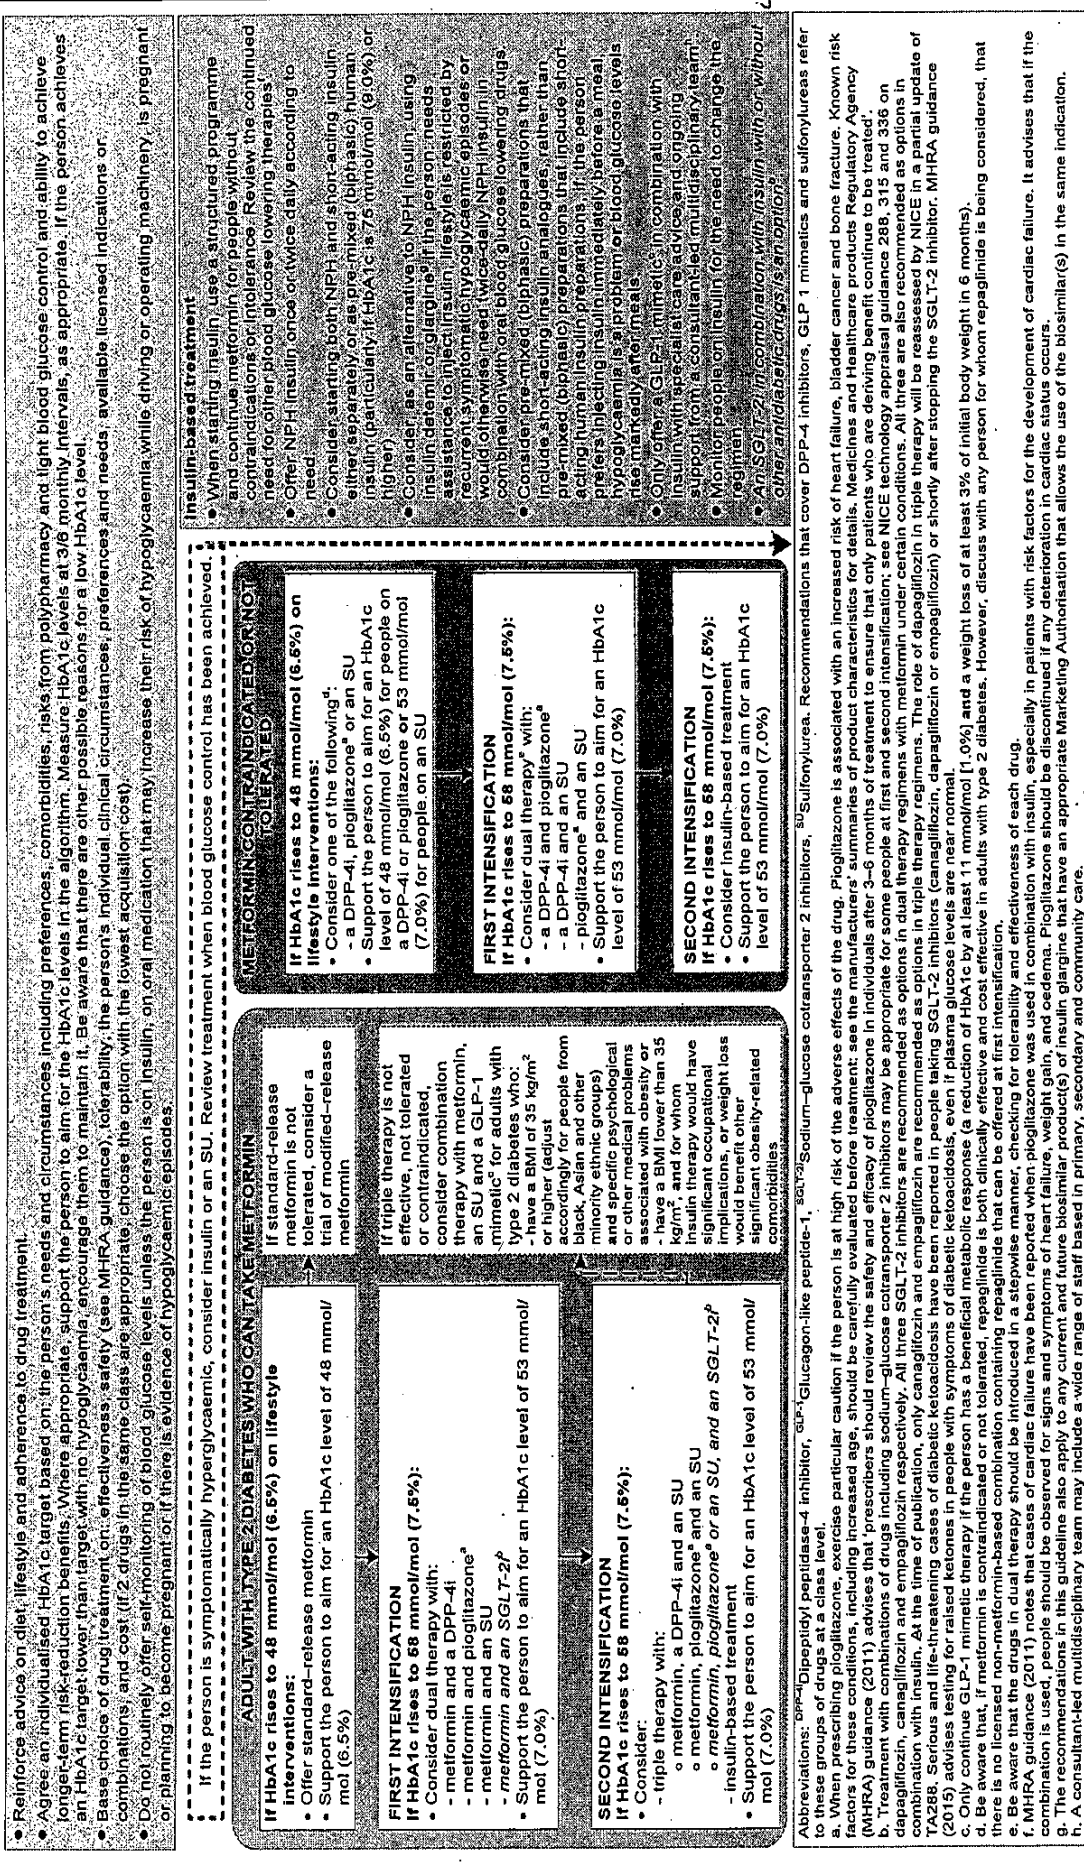 • Reinforce advice on diet, lifestyle and adherence to drug treatment.
• Agree an individualised HbA1c target based on: the person's needs and circumstances including preferences, comorbidities, risks from polypharmacy and tight blood glucose control and ability to achieve
longer-term risk-reduction benefits. Where appropriate, support the person to aim for the HbA1c levels in the algorithm. Measure HbA1c levels at 3/6 monthly intervals, as appropriate. If the person achieves
an HbA1c target lower than target with no hypoglycaemia, encourage them to maintain it. Be aware that there are other possible reasons for a low HbA1c level.
• Base choice of drug treatment on: effectiveness, safety (see MHRA guidance), tolerability, the person's individual clinical circumstances, preferences and needs, available licensed indications or
combinations, and cost (if 2 drugs in the same class are appropriate, choose the option with the lowest acquisition cost).
• Do not routinely offer self-monitoring of blood glucose levels unless the person is on insulin, on oral medication that may increase their risk of hypoglycaemia while driving or operating machinery, is pregnant
or planning to become pregnant or if there is evidence of hypoglycaemic episodes.
If the person is symptomatically hyperglycaemic, consider insulin or an SU. Review treatment when blood glucose control has been achieved.
ADULT WITH TYPE 2 DIABETES WHO CAN TAKE METFORMIN
If HbA1c rises to 48 mmol/mol (6.5%) on lifestyle
interventions:
• Offer standard–release metformin
• Support the person to aim for an HbA1c level of 48 mmol/
mol (6.5%)
If standard-release
metformin is not
tolerated, consider a
trial of modified–release
metformin
FIRST INTENSIFICATION
If HbA1c rises to 58 mmol/mol (7.5%):
• Consider dual therapy with:
- metformin and a DPP-4i
- metformin and pioglitazoneᵃ
- metformin and an SU
- metformin and an SGLT-2iᵇ
• Support the person to aim for an HbA1c level of 53 mmol/
mol (7.0%)
SECOND INTENSIFICATION
If HbA1c rises to 58 mmol/mol (7.5%):
• Consider:
- triple therapy with:
o metformin, a DPP-4i and an SU
o metformin, pioglitazoneᵃ and an SU
o metformin, pioglitazoneᵃ or an SU, and an SGLT-2iᵇ
- insulin-based treatment
• Support the person to aim for an HbA1c level of 53 mmol/
mol (7.0%)
If triple therapy is not
effective, not tolerated
or contraindicated,
consider combination
therapy with metformin,
an SU and a GLP-1
mimeticᶜ for adults with
type 2 diabetes who:
- have a BMI of 35 kg/m²
or higher (adjust
accordingly for people from
black, Asian and other
minority ethnic groups)
and specific psychological
or other medical problems
associated with obesity or
- have a BMI lower than 35
kg/m², and for whom
insulin therapy would have
significant occupational
implications, or weight loss
would benefit other
significant obesity-related
comorbidities
METFORMIN CONTRAINDICATED OR NOT
TOLERATED
If HbA1c rises to 48 mmol/mol (6.5%) on
lifestyle interventions:
• Consider one of the followingᵈ:
- a DPP-4i, pioglitazoneᵃ or an SU
• Support the person to aim for an HbA1c
level of 48 mmol/mol (6.5%) for people on
a DPP-4i or pioglitazone or 53 mmol/mol
(7.0%) for people on an SU
FIRST INTENSIFICATION
If HbA1c rises to 58 mmol/mol (7.5%):
• Consider dual therapyᵉ with:
- a DPP-4i and pioglitazoneᵃ
- a DPP-4i and an SU
- pioglitazoneᵃ and an SU
• Support the person to aim for an HbA1c
level of 53 mmol/mol (7.0%)
SECOND INTENSIFICATION
If HbA1c rises to 58 mmol/mol (7.5%):
• Consider insulin-based treatment
• Support the person to aim for an HbA1c
level of 53 mmol/mol (7.0%)
Insulin-based treatment
• When starting insulin, use a structured programme
and continue metformin for people without
contraindications or intolerance. Review the continued
need for other blood glucose lowering therapiesᶠ
• Offer NPH insulin once or twice daily according to
need
• Consider starting both NPH and short-acting insulin
either separately or as pre-mixed (biphasic) human
insulin (particularly if HbA1c is 75 mmol/mol (9.0%) or
higher)
• Consider, as an alternative to NPH insulin, using
insulin detemir or glargineᵍ if the person: needs
assistance to inject insulin, lifestyle is restricted by
recurrent symptomatic hypoglycaemic episodes or
would otherwise need twice-daily NPH insulin in
combination with oral blood glucose lowering drugs
• Consider pre-mixed (biphasic) preparations that
include short-acting insulin analogues, rather than
pre-mixed (biphasic) preparations that include short-
acting human insulin preparations, if: the person
prefers injecting insulin immediately before a meal,
hypoglycaemia is a problem or blood glucose levels
rise markedly after meals
• Only offer a GLP-1 mimeticᶜ in combination with
insulin with specialist care advice and ongoing
support from a consultant-led multidisciplinary teamʰ
• Monitor people on insulin for the need to change the
regimen
• An SGLT-2i in combination with insulin with or without
other antidiabetic drugs is an optionᵇ
Abbreviations: DPP-4iDipeptidyl peptidase-4 inhibitor, GLP-1Glucagon-like peptide-1, SGLT-2iSodium–glucose cotransporter 2 inhibitors, SUSulfonylurea. Recommendations that cover DPP-4 inhibitors, GLP 1 mimetics and sulfonylureas refer
to these groups of drugs at a class level.
a. When prescribing pioglitazone, exercise particular caution if the person is at high risk of the adverse effects of the drug. Pioglitazone is associated with an increased risk of heart failure, bladder cancer and bone fracture. Known risk
factors for these conditions, including increased age, should be carefully evaluated before treatment: see the manufacturers' summaries of product characteristics for details. Medicines and Healthcare products Regulatory Agency
(MHRA) guidance (2011) advises that 'prescribers should review the safety and efficacy of pioglitazone in individuals after 3–6 months of treatment to ensure that only patients who are deriving benefit continue to be treated'.
b. Treatment with combinations of drugs including sodium–glucose cotransporter 2 inhibitors may be appropriate for some people at first and second intensification; see NICE technology appraisal guidance 288, 315 and 336 on
dapagliflozin, canagliflozin and empagliflozin respectively. All three SGLT-2 inhibitors are recommended as options in dual therapy regimens with metformin under certain conditions. All three are also recommended as options in
combination with insulin. At the time of publication, only canagliflozin and empagliflozin are recommended as options in triple therapy regimens. The role of dapagliflozin in triple therapy will be reassessed by NICE in a partial update of
TA288. Serious and life-threatening cases of diabetic ketoacidosis have been reported in people taking SGLT-2 inhibitors (canagliflozin, dapagliflozin or empagliflozin) or shortly after stopping the SGLT-2 inhibitor. MHRA guidance
(2015) advises testing for raised ketones in people with symptoms of diabetic ketoacidosis, even if plasma glucose levels are near normal.
c. Only continue GLP-1 mimetic therapy if the person has a beneficial metabolic response (a reduction of HbA1c by at least 11 mmol/mol [1.0%] and a weight loss of at least 3% of initial body weight in 6 months).
d. Be aware that, if metformin is contraindicated or not tolerated, repaglinide is both clinically effective and cost effective in adults with type 2 diabetes. However, discuss with any person for whom repaglinide is being considered, that
there is no licensed non-metformin-based combination containing repaglinide that can be offered at first intensification.
e. Be aware that the drugs in dual therapy should be introduced in a stepwise manner, checking for tolerability and effectiveness of each drug.
f. MHRA guidance (2011) notes that cases of cardiac failure have been reported when pioglitazone was used in combination with insulin, especially in patients with risk factors for the development of cardiac failure. It advises that if the
combination is used, people should be observed for signs and symptoms of heart failure, weight gain, and oedema. Pioglitazone should be discontinued if any deterioration in cardiac status occurs.
g. The recommendations in this guideline also apply to any current and future biosimilar product(s) of insulin glargine that have an appropriate Marketing Authorisation that allows the use of the biosimilar(s) in the same indication.
h. A consultant-led multidisciplinary team may include a wide range of staff based in primary, secondary and community care.